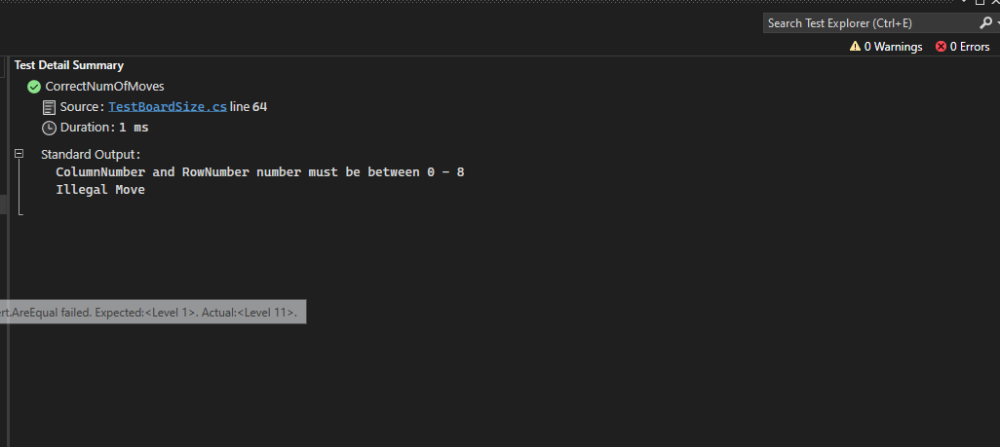 Search Test Explorer (Ctrl+E)
0 Warnings 0 Errors
Test Detail Summary
CorrectNumOfMoves
Source: TestBoardSize.cs line 64
Duration: 1 ms
Standard Output:
ColumnNumber and RowNumber number must be between 0 - 8
Illegal Move
rt.AreEqual failed. Expected:<Level 1>. Actual:<Level 11>.